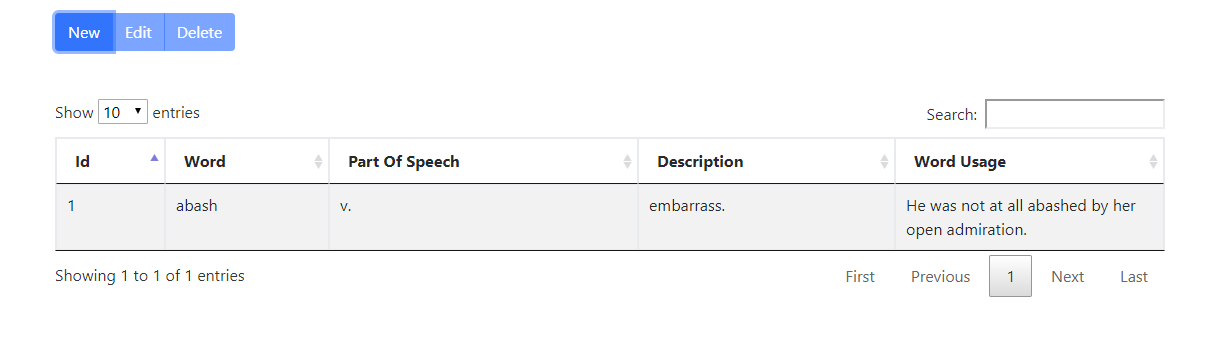 New Edit Delete
Show 10 entries
Search:
Id Word Part Of Speech Description Word Usage
1 abash v. embarrass. He was not at all abashed by her
open admiration.
Showing 1 to 1 of 1 entries
First Previous 1 Next Last